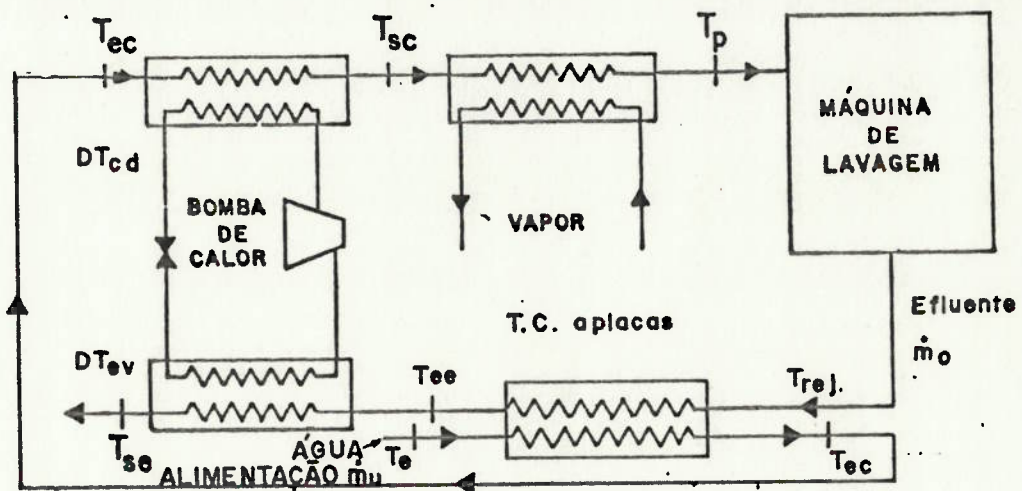 Tec
Tsc
Tp
MÁQUINA
DE
LAVAGEM
DTcd
BOMBA
DE
CALOR
VAPOR
Efluente
ṁo
T.C. a placas
DTev
Tee
Trej.
Tse
ÁGUA
Te
Tec
ALIMENTAÇÃO ṁu